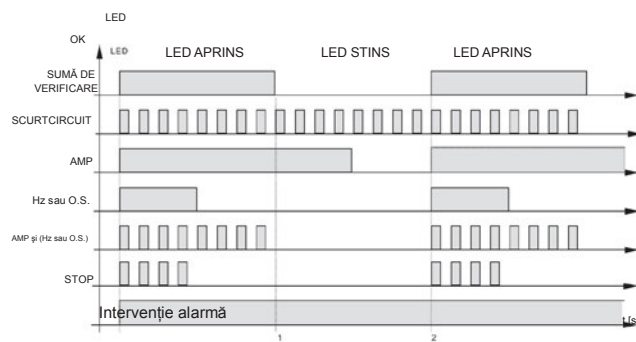 LED
OK
LED
LED APRINS
LED STINS
LED APRINS
SUMĂ DE
VERIFICARE
SCURTCIRCUIT
AMP
Hz sau O.S.
AMP și (Hz sau O.S.)
STOP
Intervenție alarmă
t [s
1
2